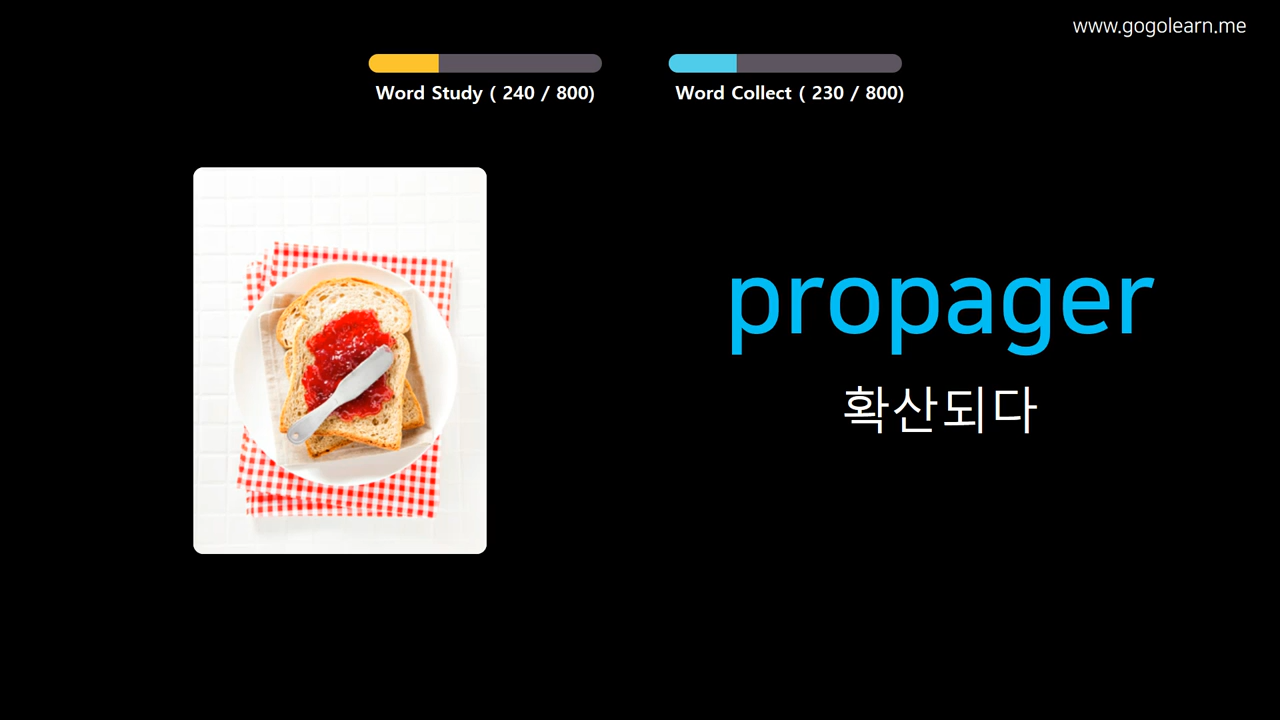 www.gogolearn.me
Word Study ( 240 / 800)
Word Collect ( 230 / 800)
propager
확산되다